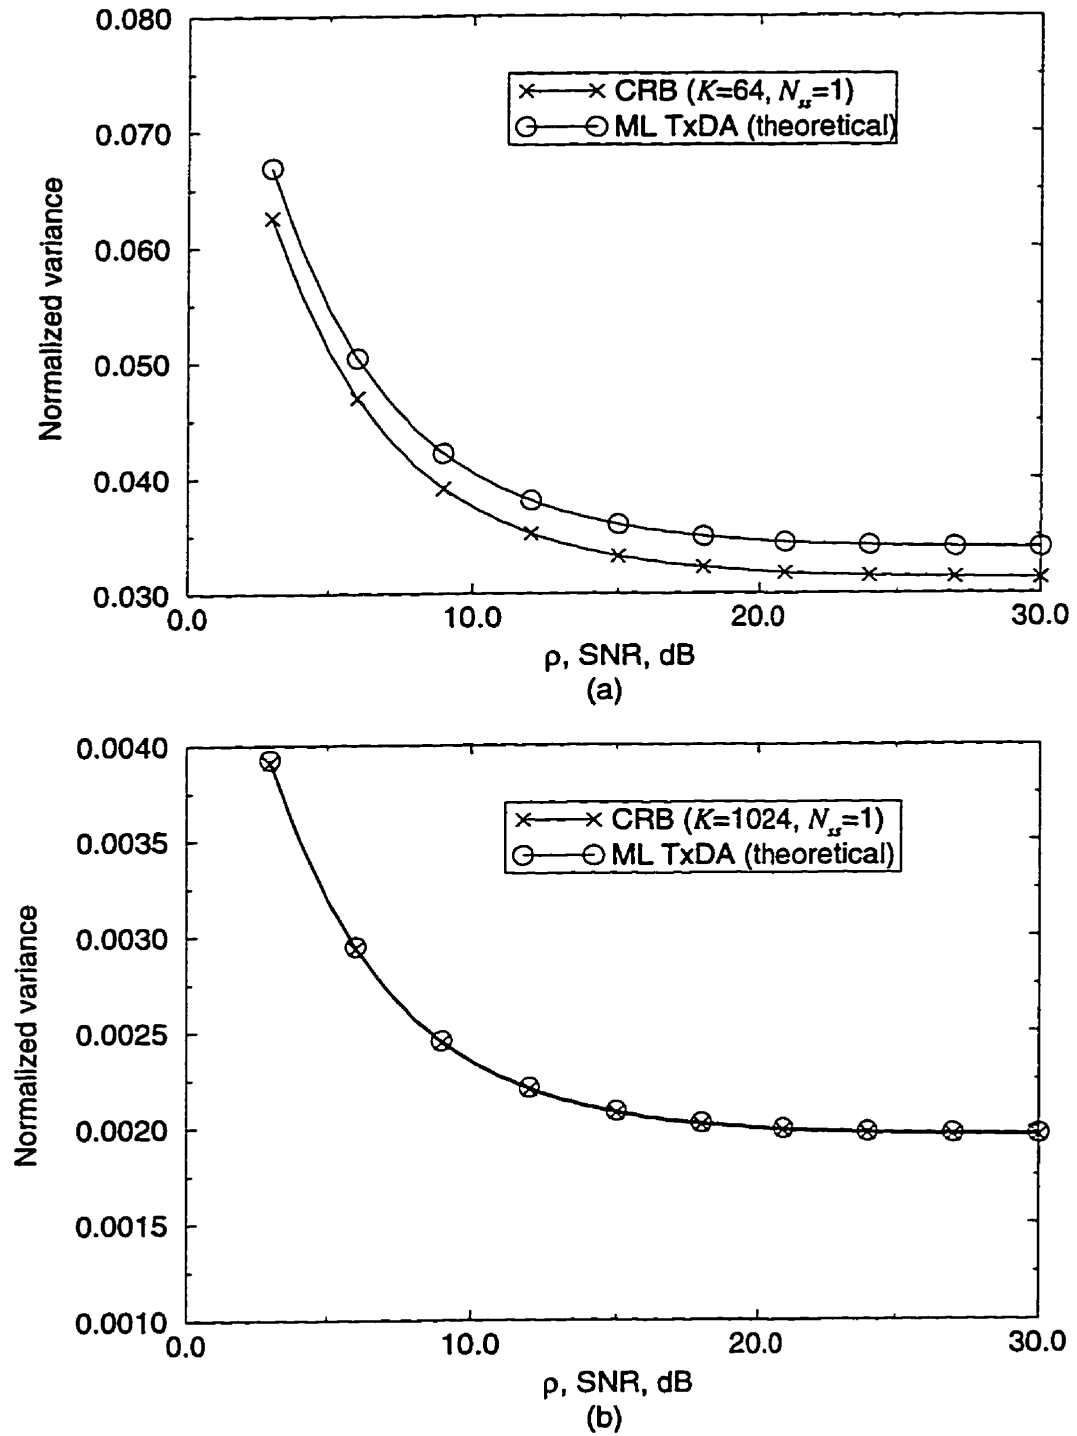 0.080
0.070
0.060
0.050
0.040
0.030
Normalized variance
CRB (K=64, Nss=1)
ML TxDA (theoretical)
0.0 10.0 20.0 30.0
ρ, SNR, dB
(a)
0.0040
0.0035
0.0030
0.0025
0.0020
0.0015
0.0010
Normalized variance
CRB (K=1024, Nss=1)
ML TxDA (theoretical)
0.0 10.0 20.0 30.0
ρ, SNR, dB
(b)